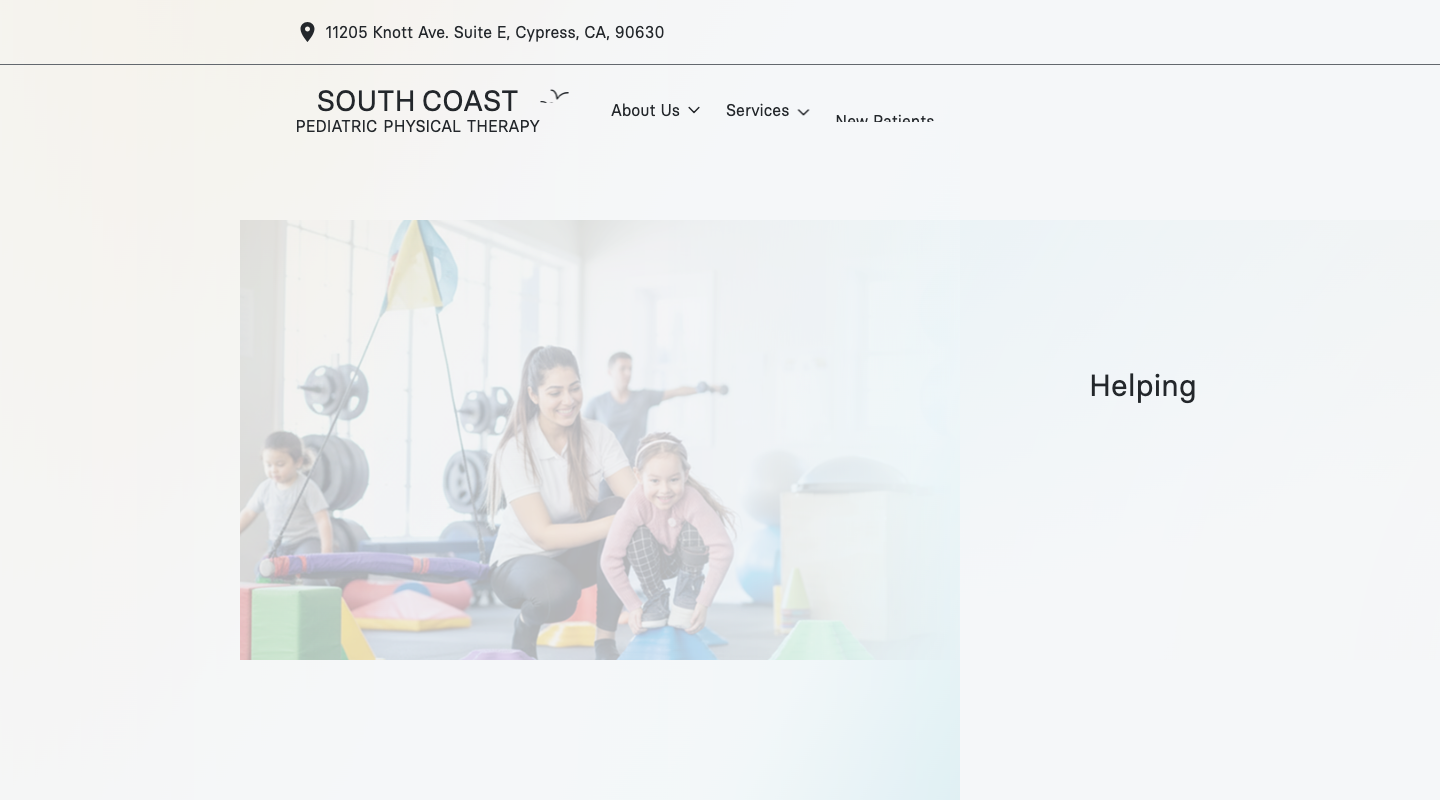 11205 Knott Ave. Suite E, Cypress, CA, 90630
SOUTH COAST
PEDIATRIC PHYSICAL THERAPY
About Us
Services
New Patients
Helping